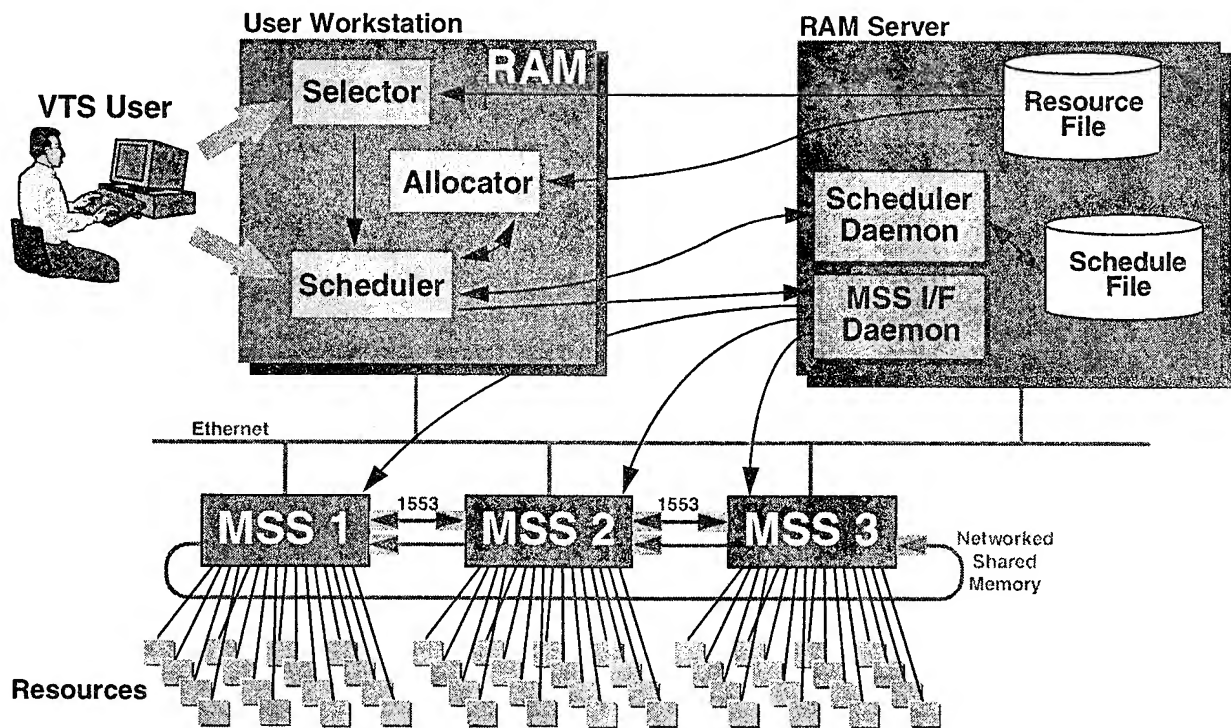 User Workstation
RAM Server
RAM
VTS User
Selector
Resource
File
Allocator
Scheduler
Daemon
Scheduler
Schedule
File
MSS I/F
Daemon
Ethernet
1553
1553
MSS 1
MSS 2
MSS 3
Networked
Shared
Memory
Resources